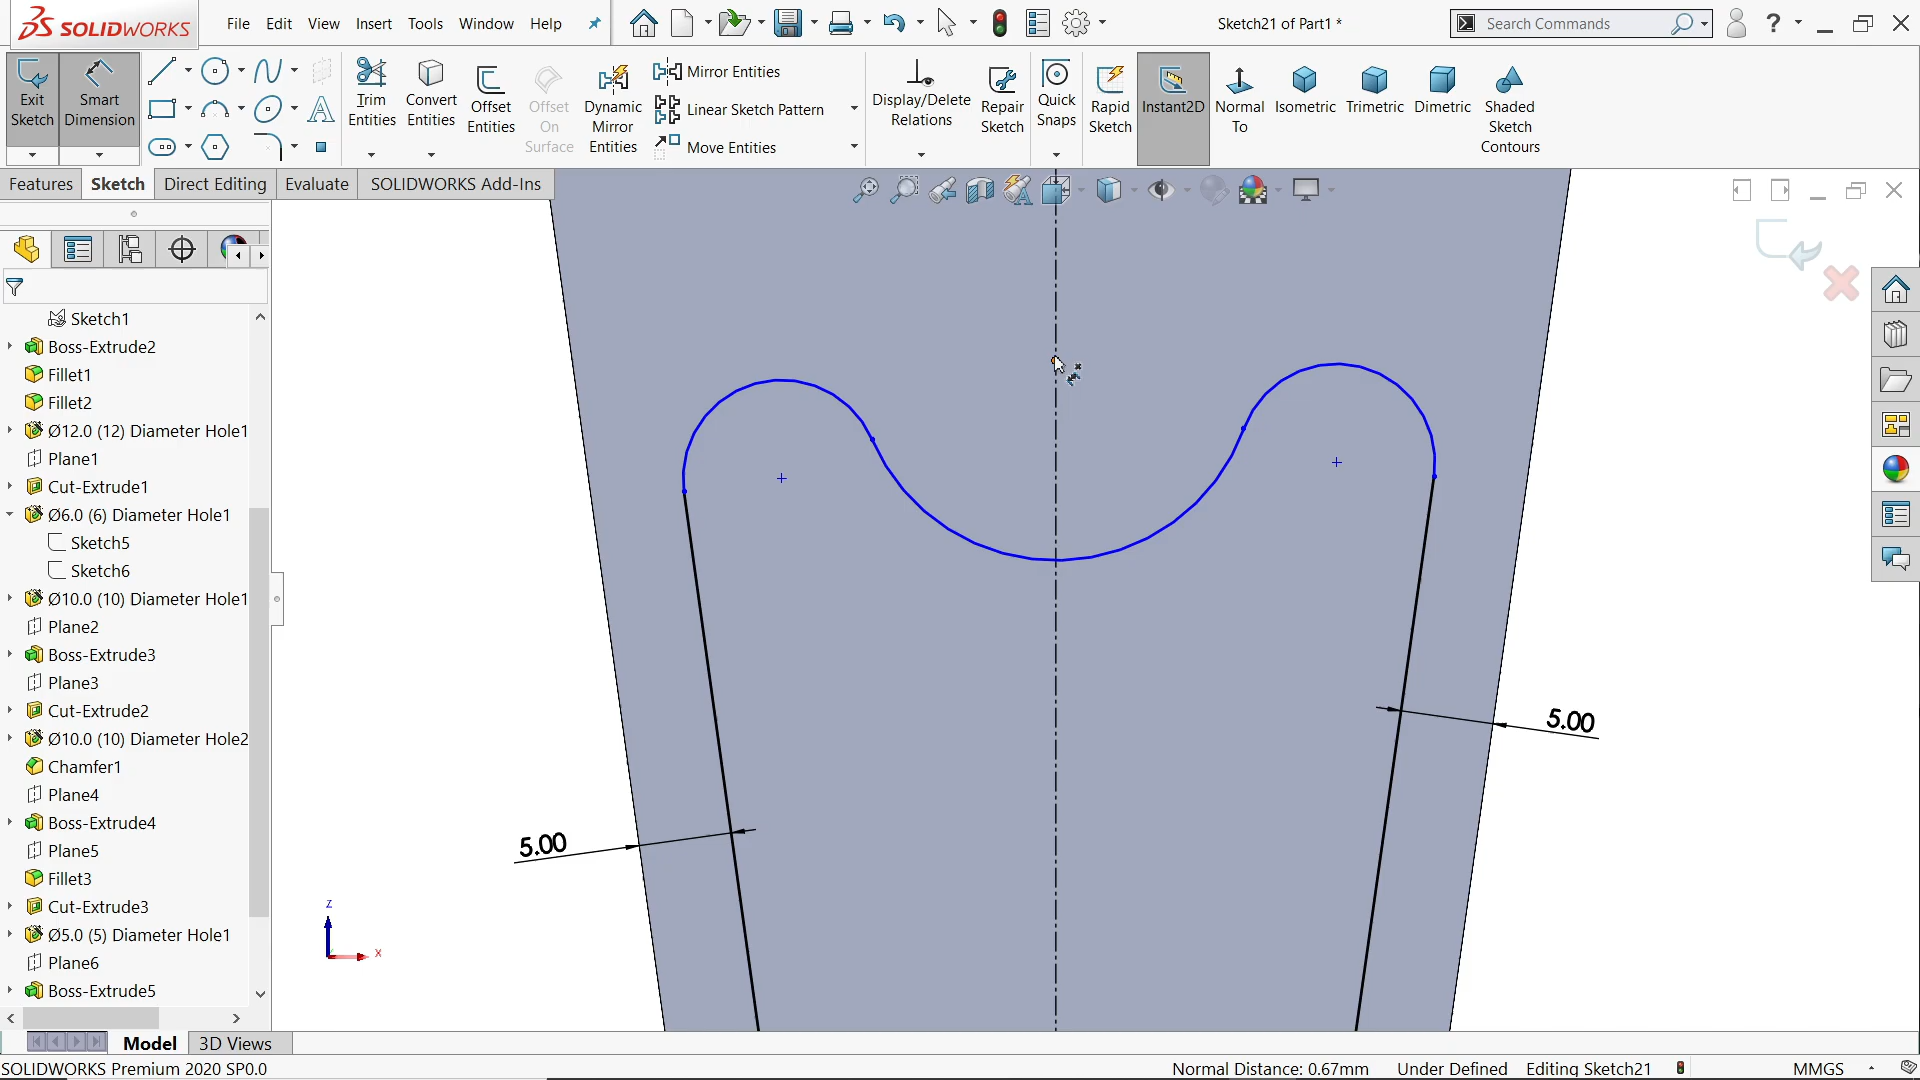 SOLIDWORKS
File
Edit
View
Insert
Tools
Window
Help
Sketch21 of Part1 *
Search Commands
Exit Sketch
Smart Dimension
Trim Entities
Convert Entities
Offset Entities
Offset On Surface
Dynamic Mirror Entities
Mirror Entities
Linear Sketch Pattern
Move Entities
Display/Delete Relations
Repair Sketch
Quick Snaps
Rapid Sketch
Instant2D
Normal To
Isometric
Trimetric
Dimetric
Shaded Sketch Contours
Features
Sketch
Direct Editing
Evaluate
SOLIDWORKS Add-Ins
Sketch1
Boss-Extrude2
Fillet1
Fillet2
Ø12.0 (12) Diameter Hole1
Plane1
Cut-Extrude1
Ø6.0 (6) Diameter Hole1
Sketch5
Sketch6
Ø10.0 (10) Diameter Hole1
Plane2
Boss-Extrude3
Plane3
Cut-Extrude2
Ø10.0 (10) Diameter Hole2
Chamfer1
Plane4
Boss-Extrude4
Plane5
Fillet3
Cut-Extrude3
Ø5.0 (5) Diameter Hole1
Plane6
Boss-Extrude5
5.00
5.00
Z
X
Model
3D Views
SOLIDWORKS Premium 2020 SP0.0
Normal Distance: 0.67mm
Under Defined
Editing Sketch21
MMGS